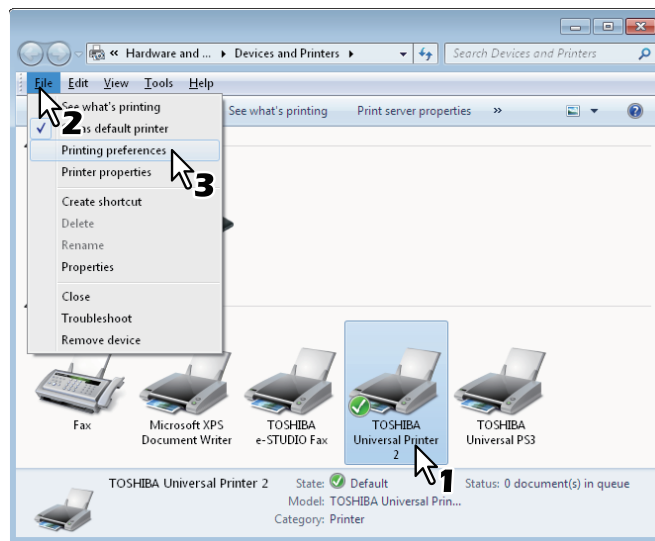 « Hardware and ... ▸ Devices and Printers ▸ Search Devices and Printers
File Edit View Tools Help
See what's printing Print server properties »
See what's printing
2
as default printer
Printing preferences
3
Printer properties
Create shortcut
Delete
Rename
Properties
Close
Troubleshoot
Remove device
Fax
Microsoft XPS
Document Writer
TOSHIBA
e-STUDIO Fax
TOSHIBA
Universal Printer
2
TOSHIBA
Universal PS3
1
TOSHIBA Universal Printer 2 State: Default Status: 0 document(s) in queue
Model: TOSHIBA Universal Prin...
Category: Printer